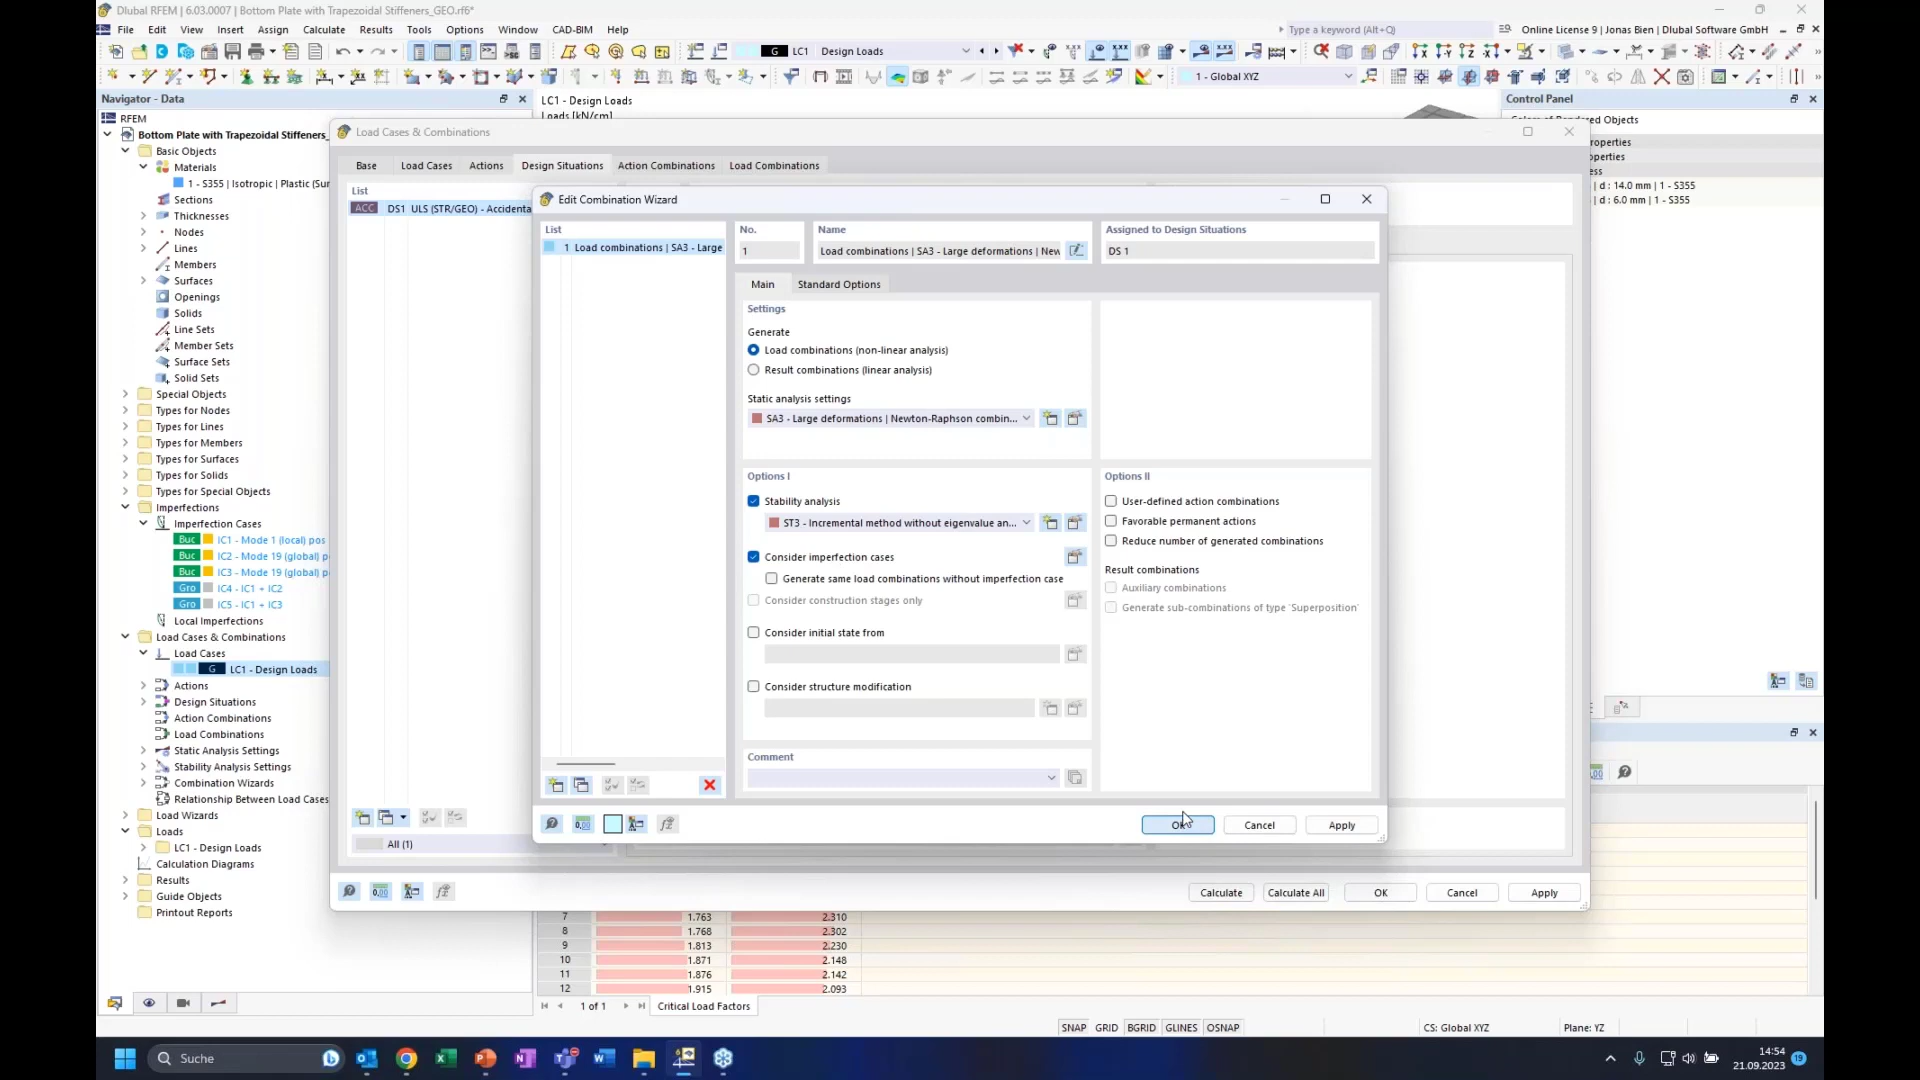 Dlubal RFEM | 6.03.0007 | Bottom Plate with Trapezoidal Stiffeners_GEO.rf6*
File Edit View Insert Assign Calculate Results Tools Options Window CAD-BIM Help
Type a keyword (Alt+Q)
Online License 9 | Jonas Bien | Dlubal Software GmbH
G LC1 Design Loads
1 - Global XYZ
Navigator - Data
RFEM
Bottom Plate with Trapezoidal Stiffeners_
Basic Objects
Materials
1 - S355 | Isotropic | Plastic (Sur
Sections
Thicknesses
Nodes
Lines
Members
Surfaces
Openings
Solids
Line Sets
Member Sets
Surface Sets
Solid Sets
Special Objects
Types for Nodes
Types for Lines
Types for Members
Types for Surfaces
Types for Solids
Types for Special Objects
Imperfections
Imperfection Cases
Buc IC1 - Mode 1 (local) pos
Buc IC2 - Mode 19 (global) p
Buc IC3 - Mode 19 (global) p
Gro IC4 - IC1 + IC2
Gro IC5 - IC1 + IC3
Local Imperfections
Load Cases & Combinations
Load Cases
G LC1 - Design Loads
Actions
Design Situations
Action Combinations
Load Combinations
Static Analysis Settings
Stability Analysis Settings
Combination Wizards
Relationship Between Load Cases
Load Wizards
Loads
LC1 - Design Loads
Calculation Diagrams
Results
Guide Objects
Printout Reports
LC1 - Design Loads
Loads [kN/cm]
Control Panel
Colors of Rendered Objects
roperties
operties
ess
| d : 14.0 mm | 1 - S355
| d : 6.0 mm | 1 - S355
Load Cases & Combinations
Base Load Cases Actions Design Situations Action Combinations Load Combinations
List
ACC DS1 ULS (STR/GEO) - Accidenta
All (1)
Calculate Calculate All OK Cancel Apply
Edit Combination Wizard
List
1 Load combinations | SA3 - Large
No.
1
Name
Load combinations | SA3 - Large deformations | New
Assigned to Design Situations
DS 1
Main Standard Options
Settings
Generate
Load combinations (non-linear analysis)
Result combinations (linear analysis)
Static analysis settings
SA3 - Large deformations | Newton-Raphson combin...
Options I
Stability analysis
ST3 - Incremental method without eigenvalue an...
Consider imperfection cases
Generate same load combinations without imperfection case
Consider construction stages only
Consider initial state from
Consider structure modification
Options II
User-defined action combinations
Favorable permanent actions
Reduce number of generated combinations
Result combinations
Auxiliary combinations
Generate sub-combinations of type 'Superposition'
Comment
OK Cancel Apply
7 1.763 2.310
8 1.768 2.302
9 1.813 2.230
10 1.871 2.148
11 1.876 2.142
12 1.915 2.093
1 of 1 Critical Load Factors
SNAP GRID BGRID GLINES OSNAP
CS: Global XYZ
Plane: YZ
Suche
14:54
21.09.2023
19